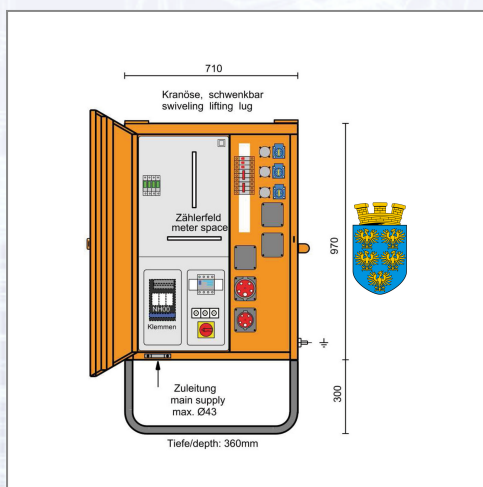 710
Kranöse, schwenkbar
swiveling lifting lug
Zählerfeld
meter space
970
NH00
Klemmen
Zuleitung
main supply
max. Ø43
300
Tiefe/depth: 360mm